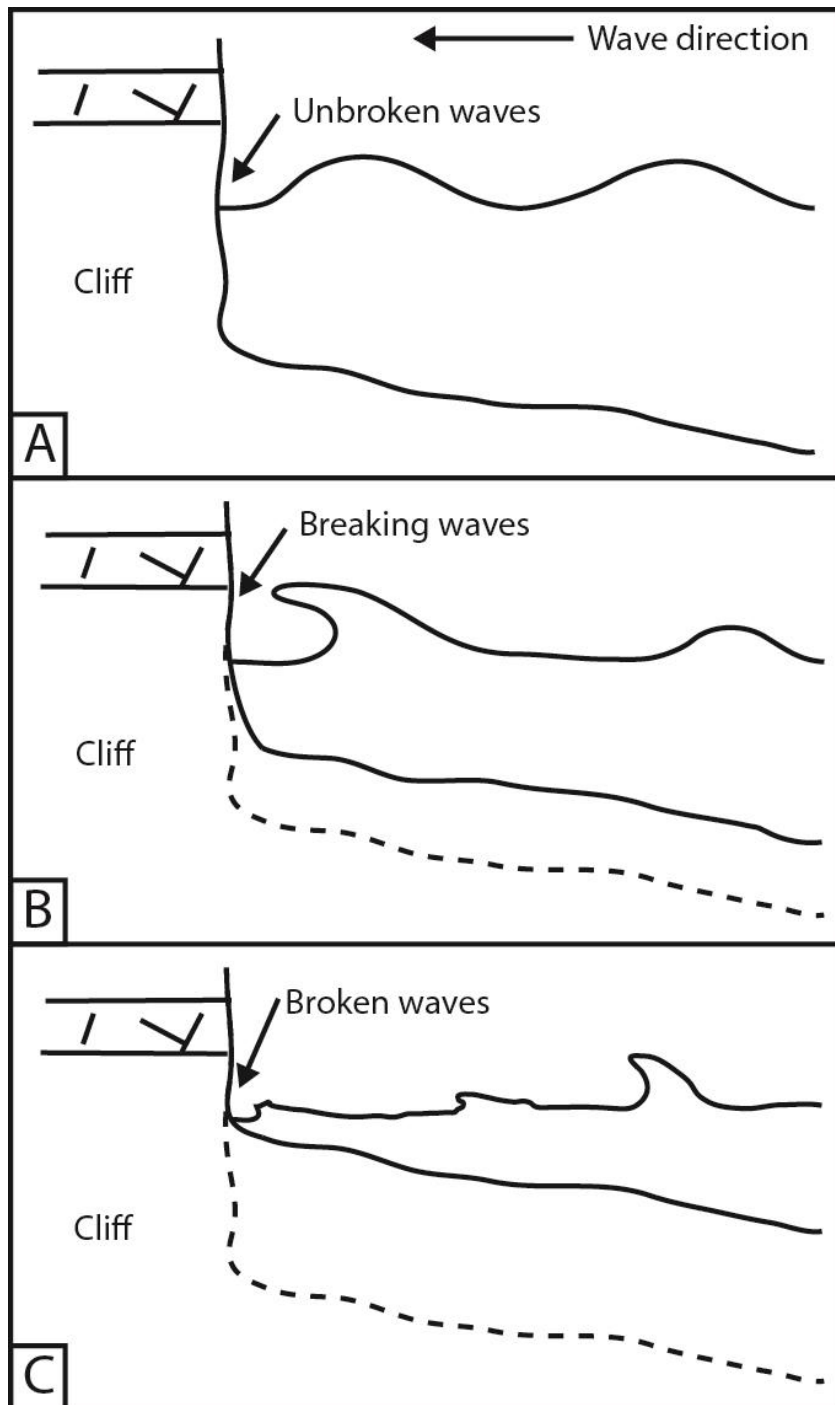 Wave direction
Unbroken waves
Cliff
A
Breaking waves
Cliff
B
Broken waves
Cliff
C